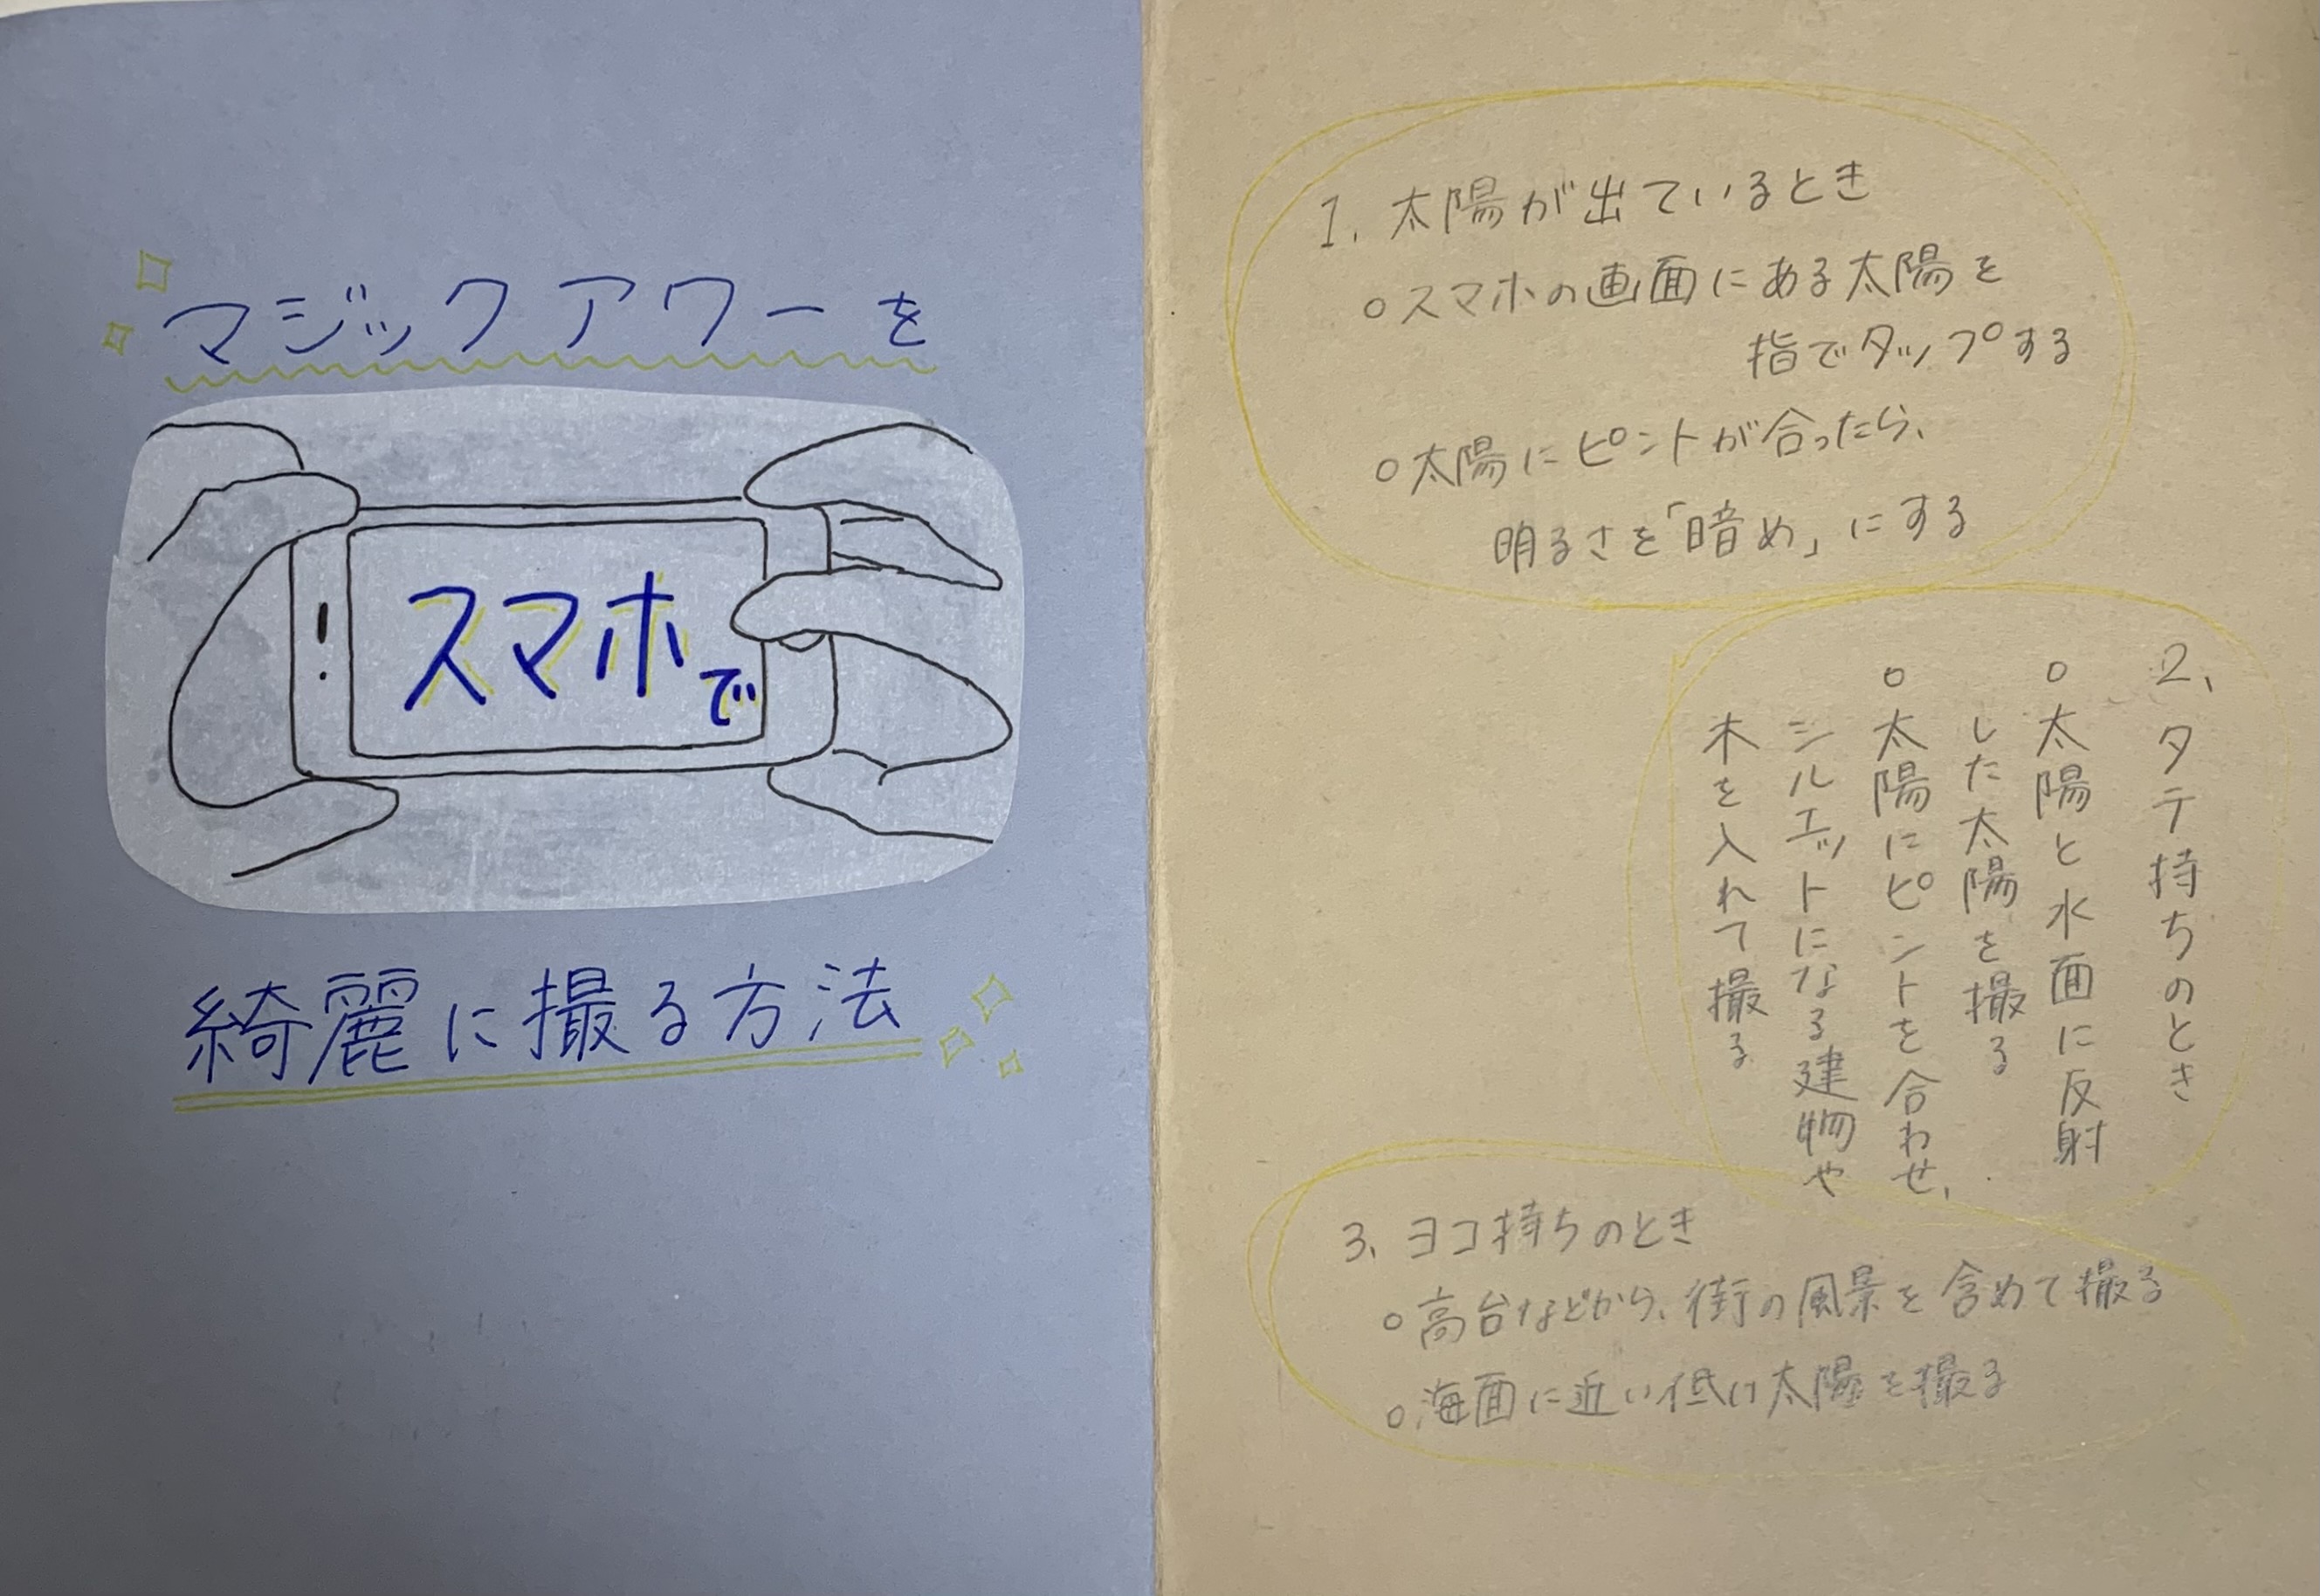 マジックアワーを
スマホで
綺麗に撮る方法
1. 太陽が出ているとき
○スマホの画面にある太陽を
指でタップする
○太陽にピントが合ったら、
明るさを「暗め」にする
2、タテ持ちのとき
○太陽と水面に反射
した太陽を撮る
○太陽にピントを合わせ、
シルエットになる建物や
木を入れて撮る
3、ヨコ持ちのとき
○高台などから、街の風景を含めて撮る
○海面に近い低い太陽を撮る